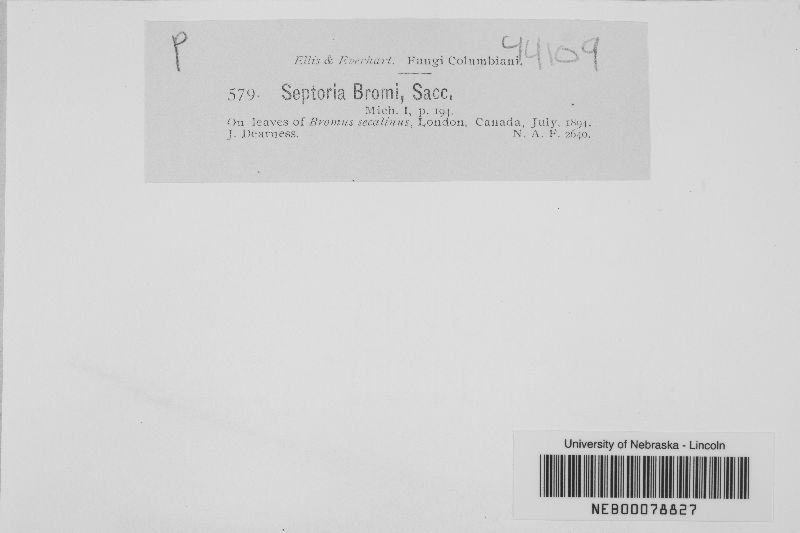 P
44109
Ellis & Everhart. Fungi Columbiani.
579. Septoria Bromi, Sacc.
Mich. I, p. 194.
On leaves of Bromus secalinus, London, Canada, July, 1894.
J. Dearness. N. A. F. 2640.
University of Nebraska - Lincoln
NEB00078827